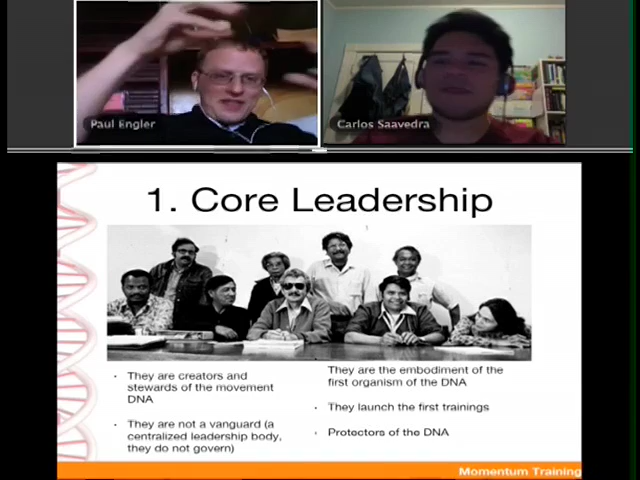 Paul Engler
Carlos Saavedra
1. Core Leadership
They are creators and
stewards of the movement
DNA
They are not a vanguard (a
centralized leadership body,
they do not govern)
They are the embodiment of the
first organism of the DNA
They launch the first trainings
Protectors of the DNA
Momentum Training